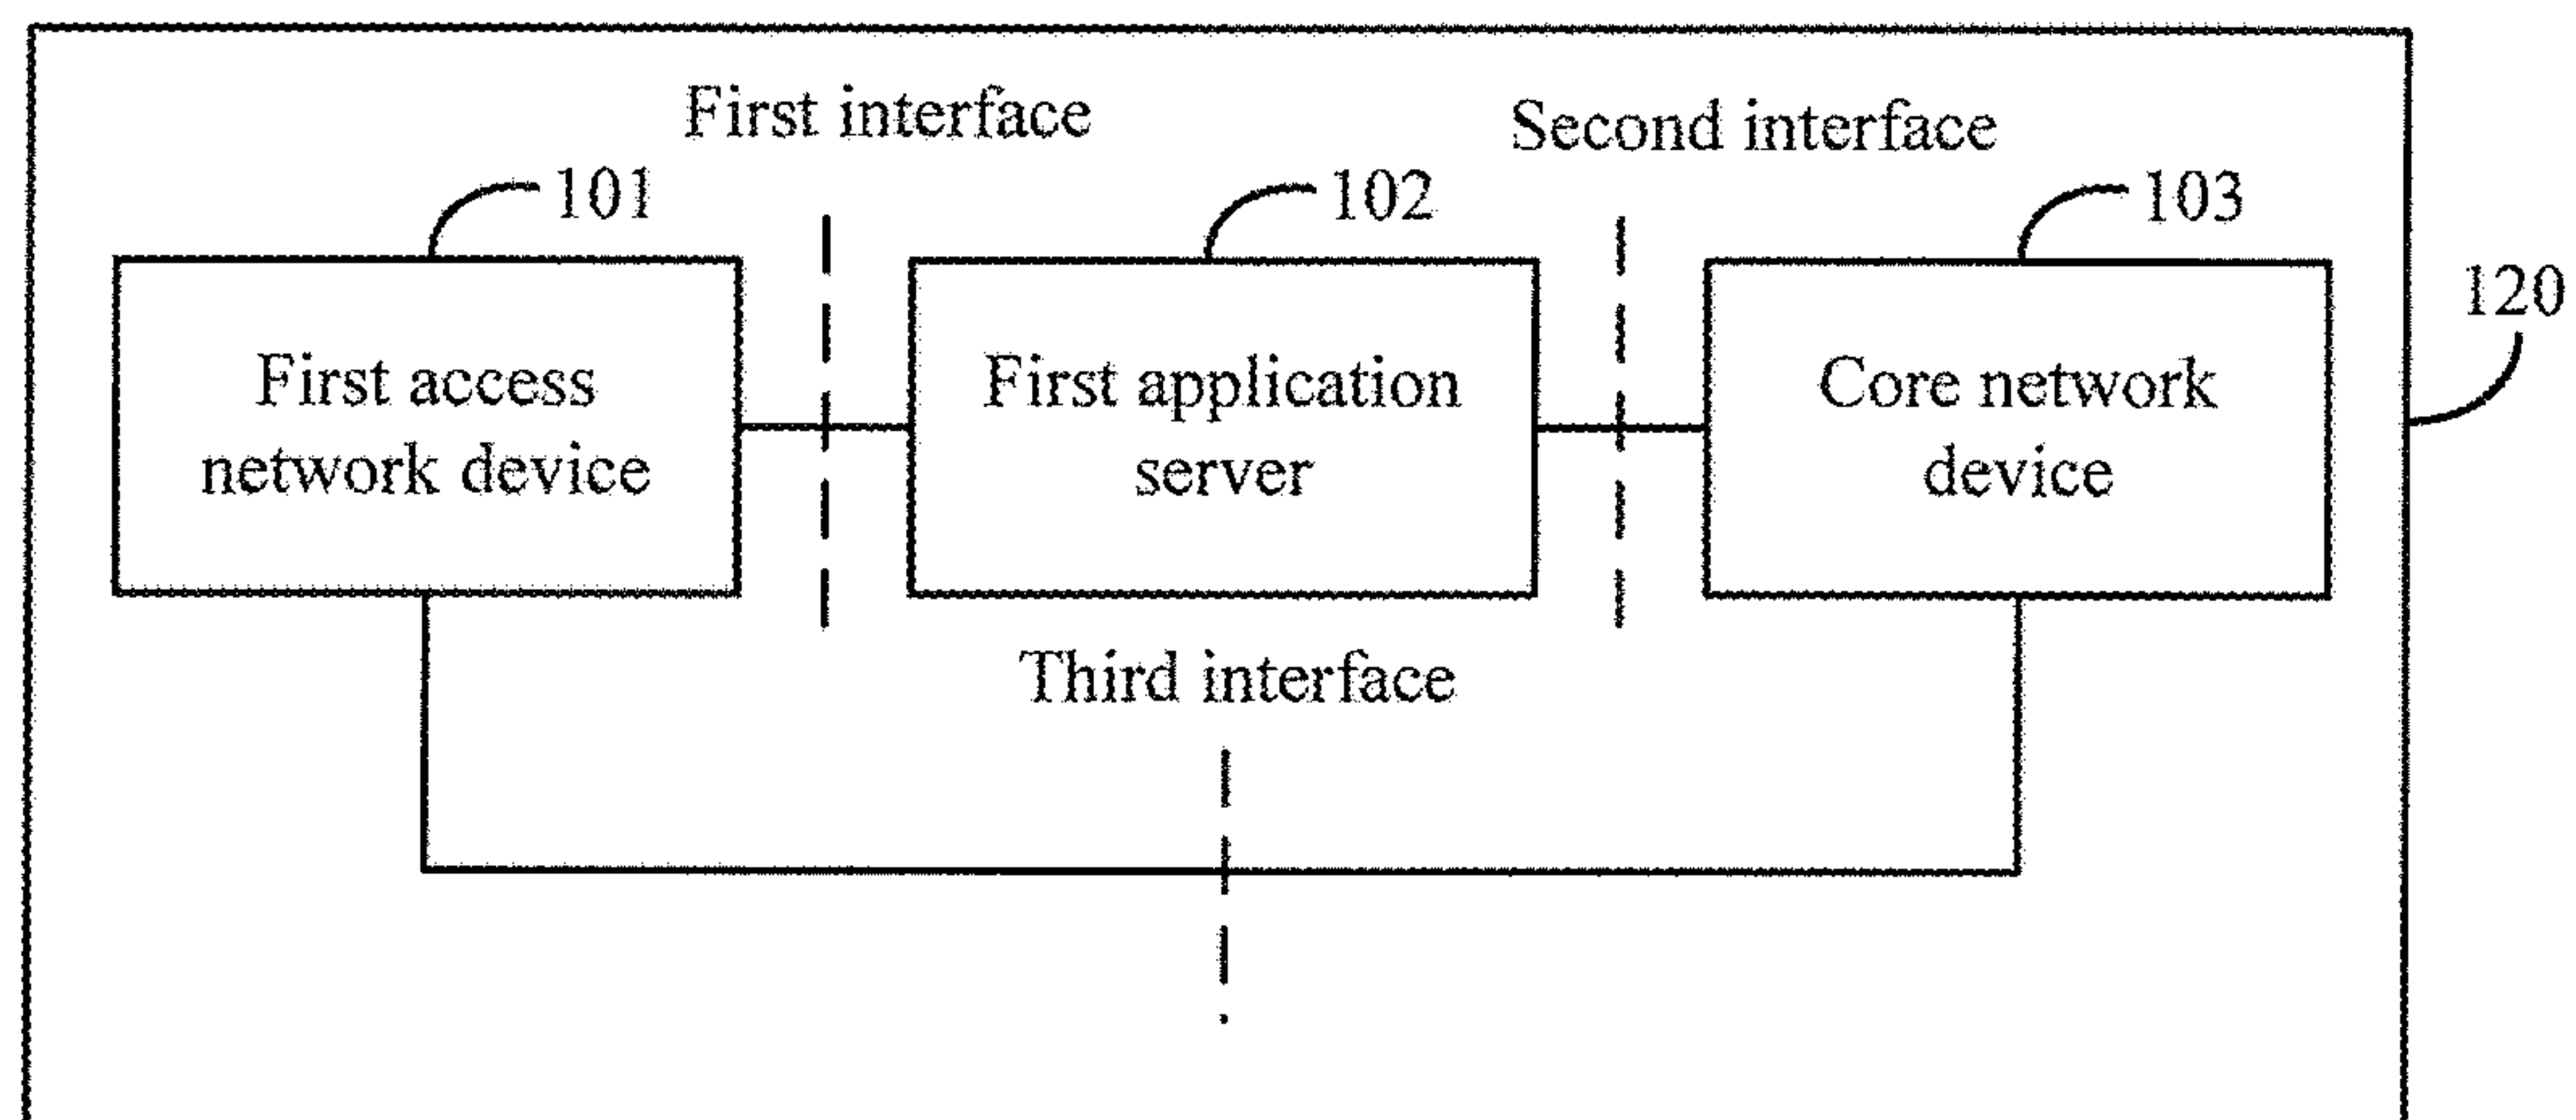 First interface
Second interface
101
102
103
120
First access
network device
First application
server
Core network
device
Third interface